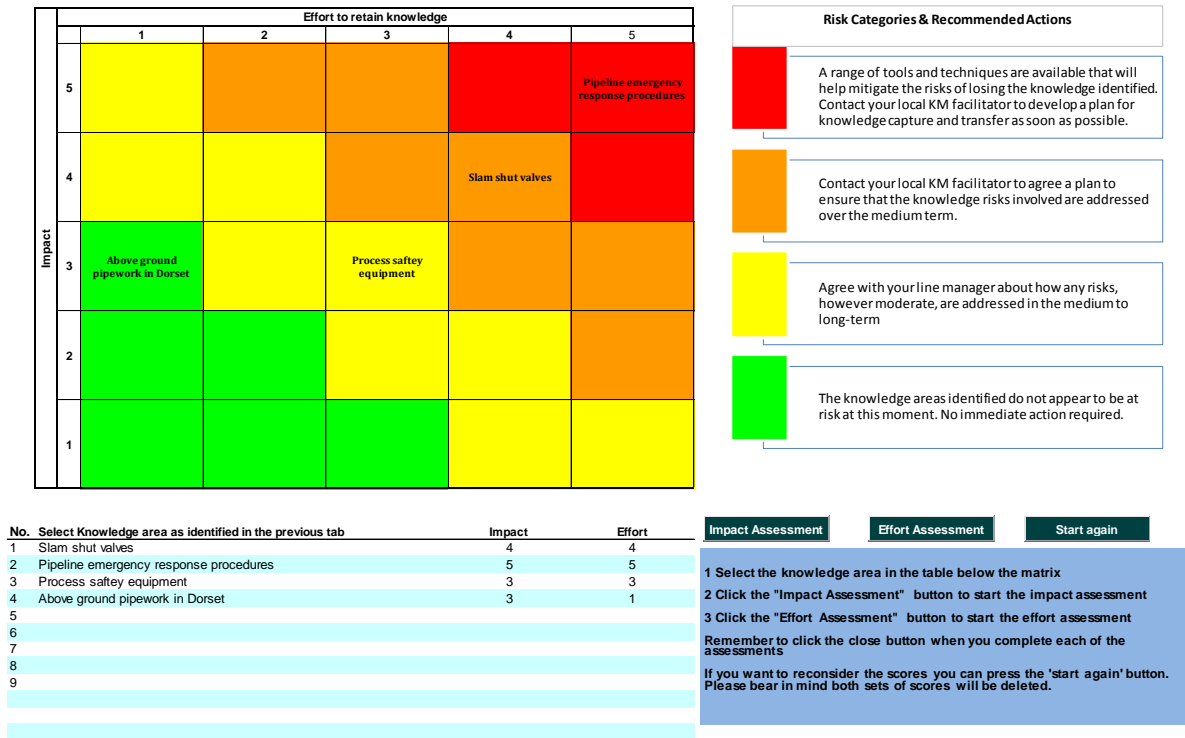 Effort to retain knowledge
1 2 3 4 5
Impact
5
Pipeline emergency
response procedures
4
Slam shut valves
3
Above ground
pipework in Dorset
Process saftey
equipment
2
1
Risk Categories & Recommended Actions
A range of tools and techniques are available that will
help mitigate the risks of losing the knowledge identified.
Contact your local KM facilitator to develop a plan for
knowledge capture and transfer as soon as possible.
Contact your local KM facilitator to agree a plan to
ensure that the knowledge risks involved are addressed
over the medium term.
Agree with your line manager about how any risks,
however moderate, are addressed in the medium to
long-term
The knowledge areas identified do not appear to be at
risk at this moment. No immediate action required.
No. Select Knowledge area as identified in the previous tab Impact Effort
1 Slam shut valves 4 4
2 Pipeline emergency response procedures 5 5
3 Process saftey equipment 3 3
4 Above ground pipework in Dorset 3 1
5
6
7
8
9
Impact Assessment Effort Assessment Start again
1 Select the knowledge area in the table below the matrix
2 Click the "Impact Assessment" button to start the impact assessment
3 Click the "Effort Assessment" button to start the effort assessment
Remember to click the close button when you complete each of the
assessments
If you want to reconsider the scores you can press the 'start again' button.
Please bear in mind both sets of scores will be deleted.